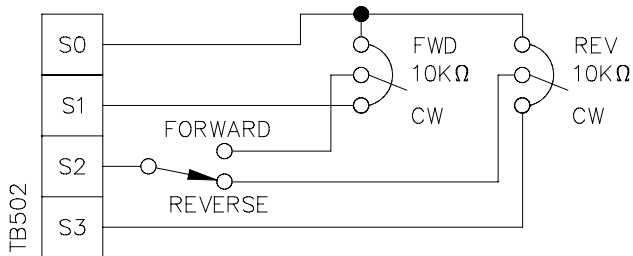 S0
FWD
10KΩ
CW
REV
10KΩ
CW
S1
FORWARD
S2
REVERSE
S3
TB502